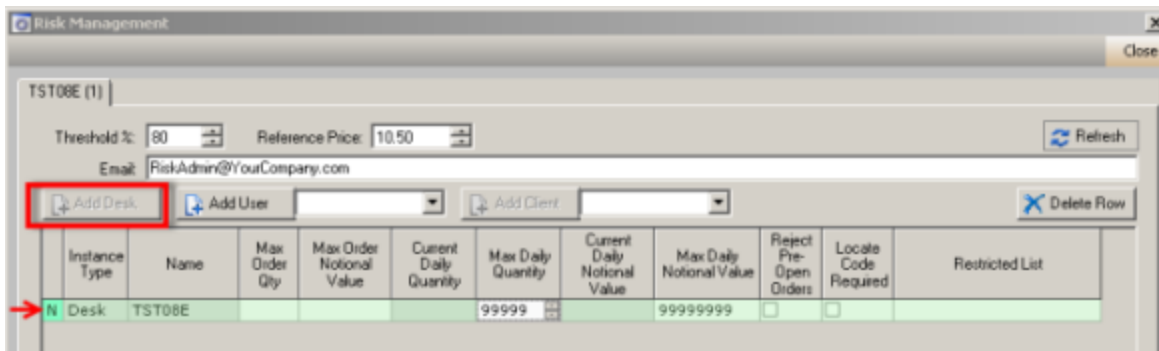 Risk Management
Close
TST08E (1)
Threshold %: 80 Reference Price: 10.50 Refresh
Email: RiskAdmin@YourCompany.com
Add Desk Add User Add Client Delete Row
Instance Type Name Max Order Qty Max Order Notional Value Current Daily Quantity Max Daily Quantity Current Daily Notional Value Max Daily Notional Value Reject Pre-Open Orders Locate Code Required Restricted List
N Desk TST08E 99999 99999999